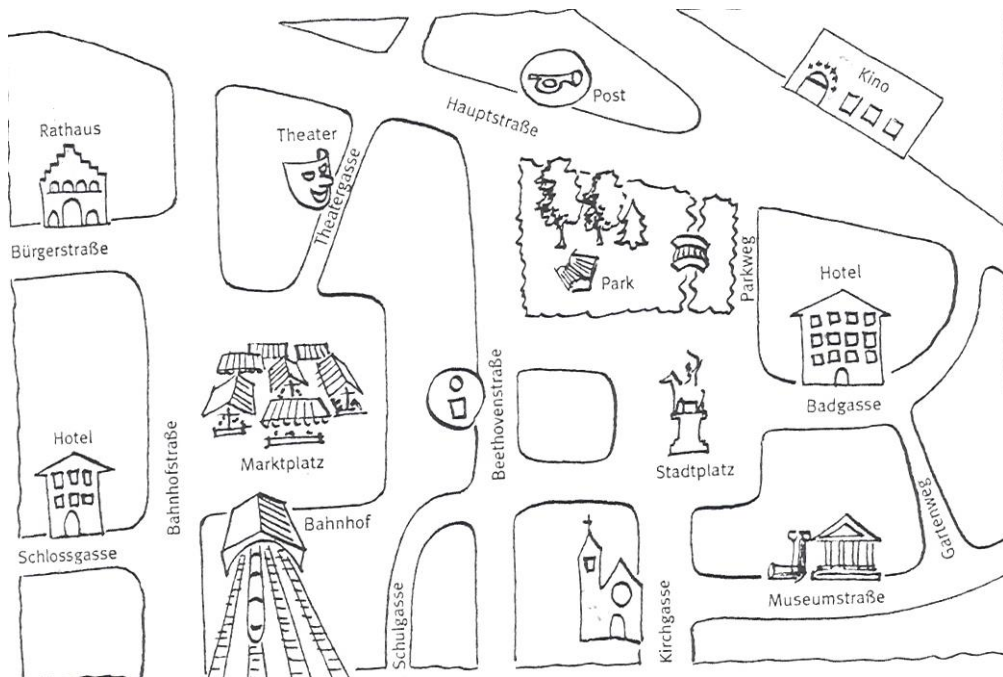 Kino
Post
Hauptstraße
Rathaus
Theater
Theatergasse
Bürgerstraße
Park
Parkweg
Hotel
Badgasse
Marktplatz
Beethovenstraße
Stadtplatz
Hotel
Bahnhofstraße
Bahnhof
Schlossgasse
Schulgasse
Kirchgasse
Gartenweg
Museumstraße